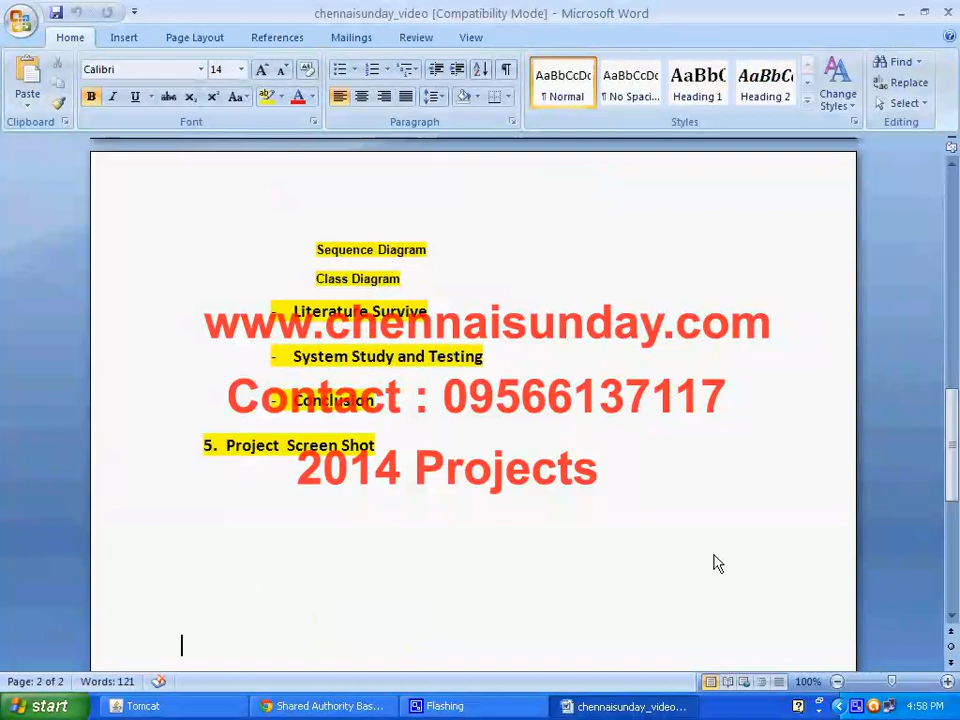 chennaisunday_video [Compatibility Mode] - Microsoft Word
Home Insert Page Layout References Mailings Review View
Paste
Clipboard
Calibri 14
B I U abc x₂ x² Aa
Font
Paragraph
AaBbCcDc AaBbCcDc AaBbC AaBbCc
¶ Normal ¶ No Spaci... Heading 1 Heading 2
Change Styles
Styles
Find
Replace
Select
Editing
Sequence Diagram
Class Diagram
- Literature Survive
www.chennaisunday.com
- System Study and Testing
Contact : 09566137117
- Conclusion
5. Project Screen Shot
2014 Projects
Page: 2 of 2 Words: 121 100%
start Tomcat Shared Authority Bas... Flashing chennaisunday_video... 4:58 PM